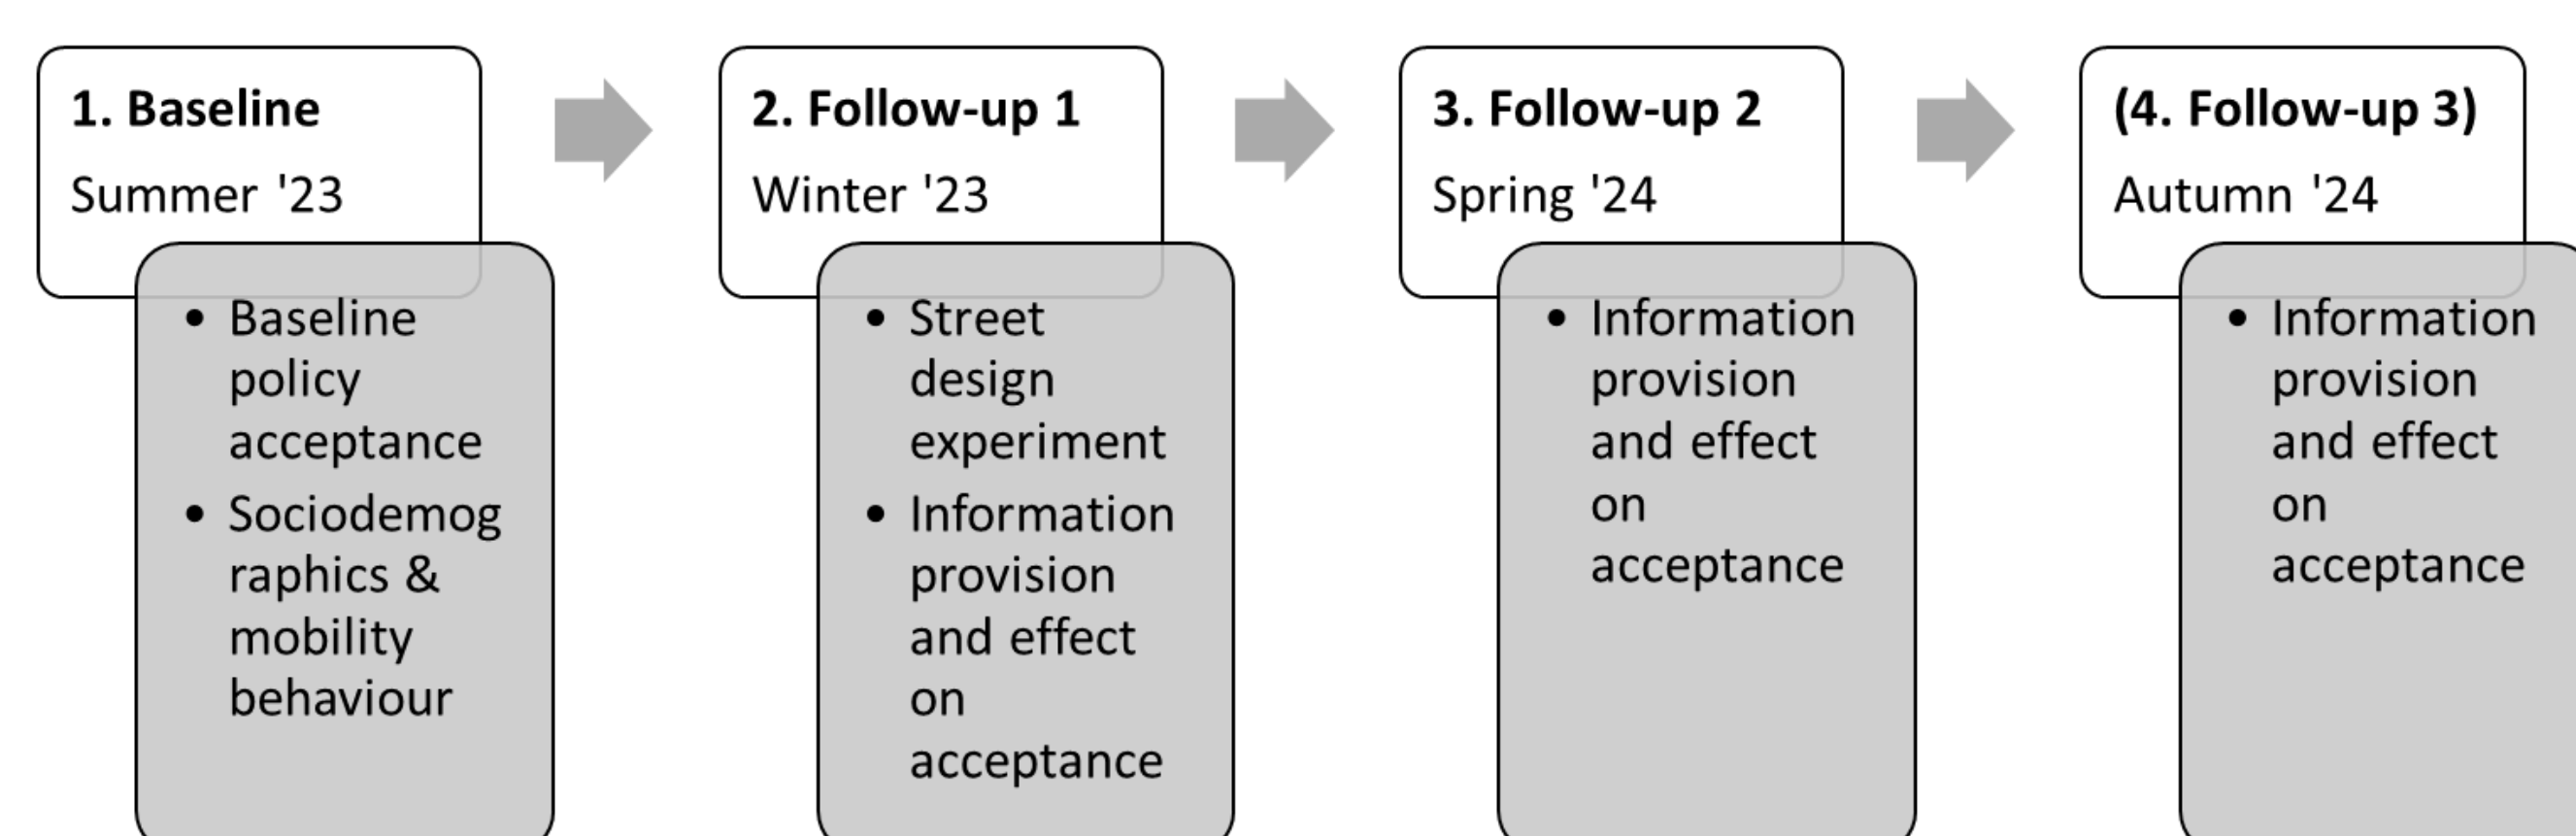 1. Baseline
Summer '23
• Baseline
policy
acceptance
• Sociodemog
raphics &
mobility
behaviour
2. Follow-up 1
Winter '23
• Street
design
experiment
• Information
provision
and effect
on
acceptance
3. Follow-up 2
Spring '24
• Information
provision
and effect
on
acceptance
(4. Follow-up 3)
Autumn '24
• Information
provision
and effect
on
acceptance